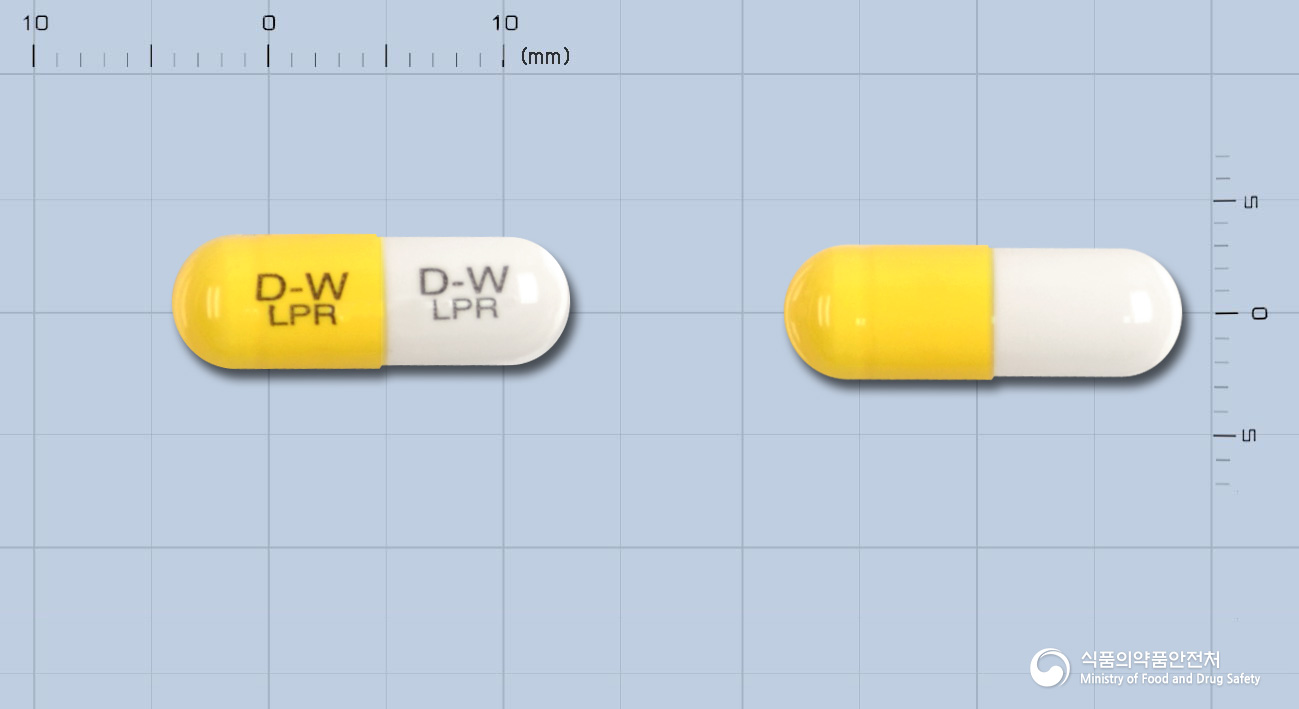 10 0 10
(mm)
D-W
LPR
D-W
LPR
5
0
5
식품의약품안전처
Ministry of Food and Drug Safety